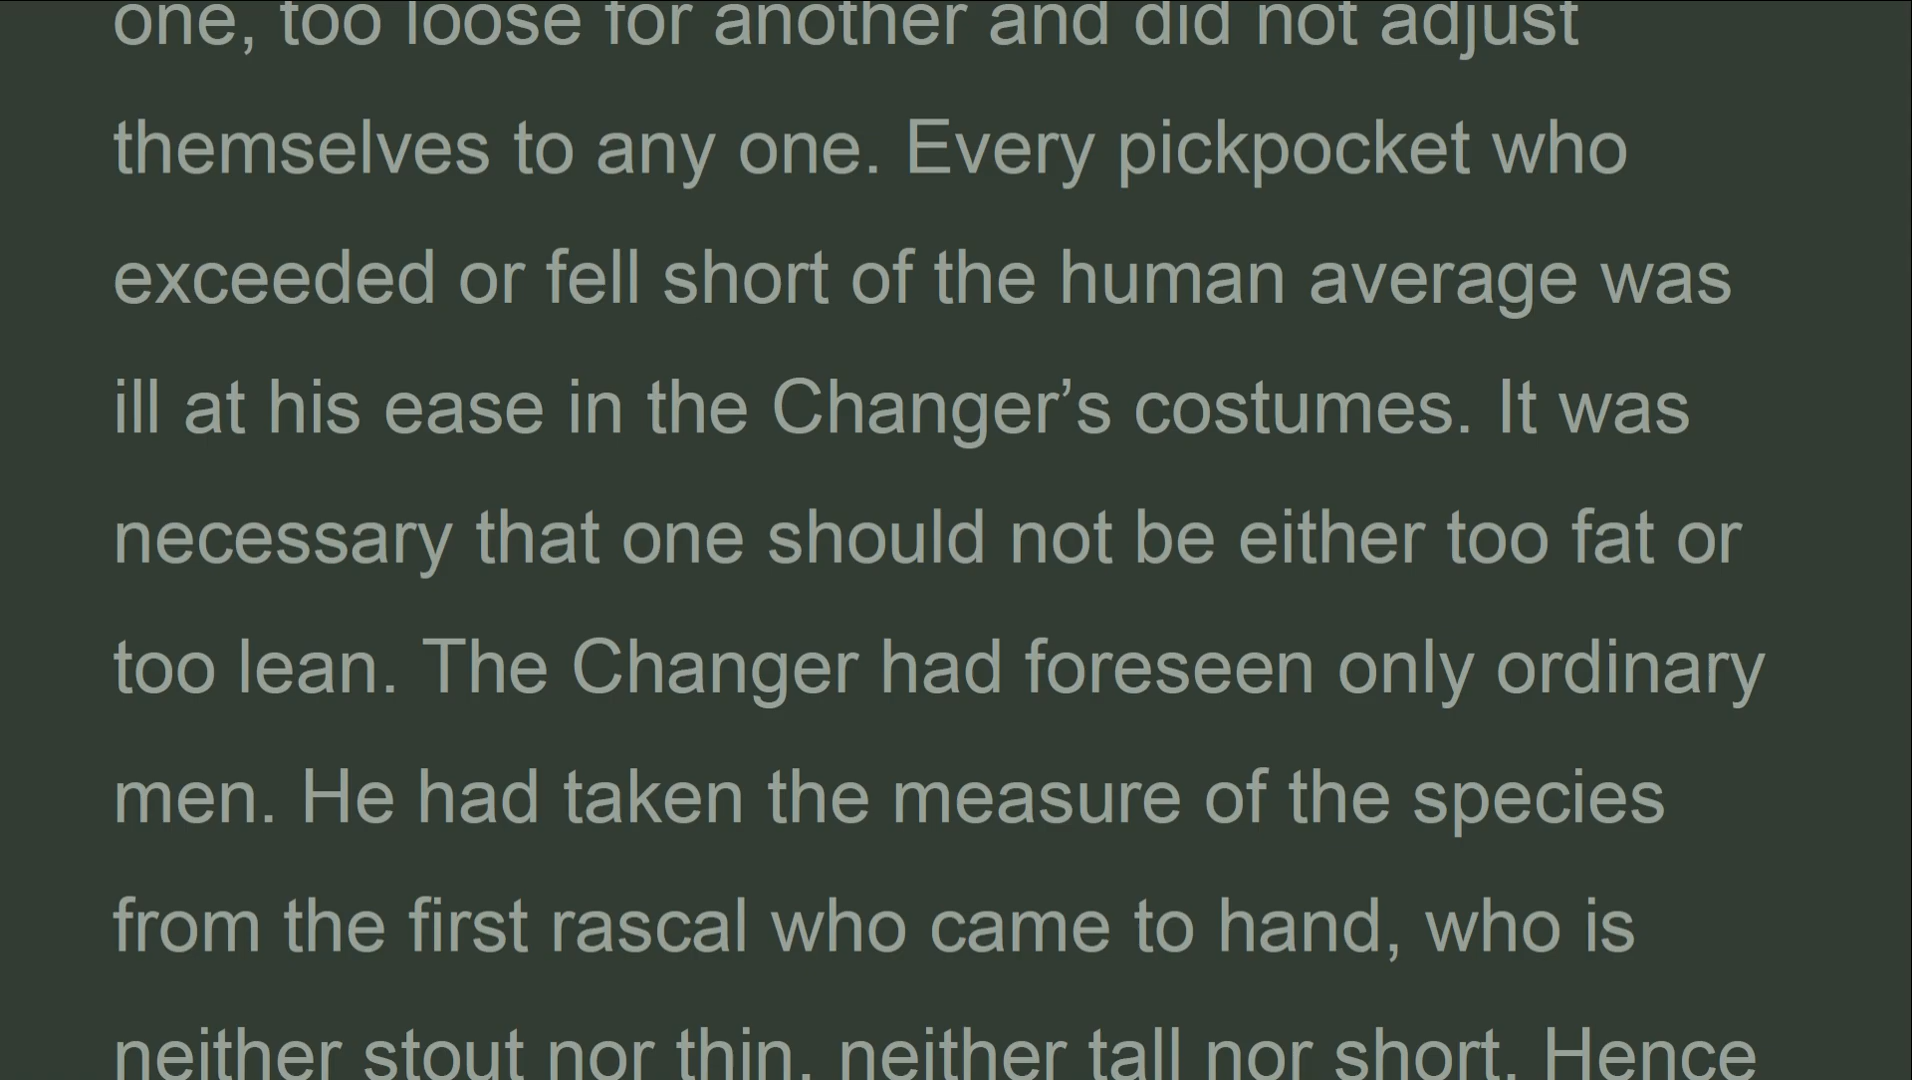 one, too loose for another and did not adjust
themselves to any one. Every pickpocket who
exceeded or fell short of the human average was
ill at his ease in the Changer’s costumes. It was
necessary that one should not be either too fat or
too lean. The Changer had foreseen only ordinary
men. He had taken the measure of the species
from the first rascal who came to hand, who is
neither stout nor thin, neither tall nor short. Hence